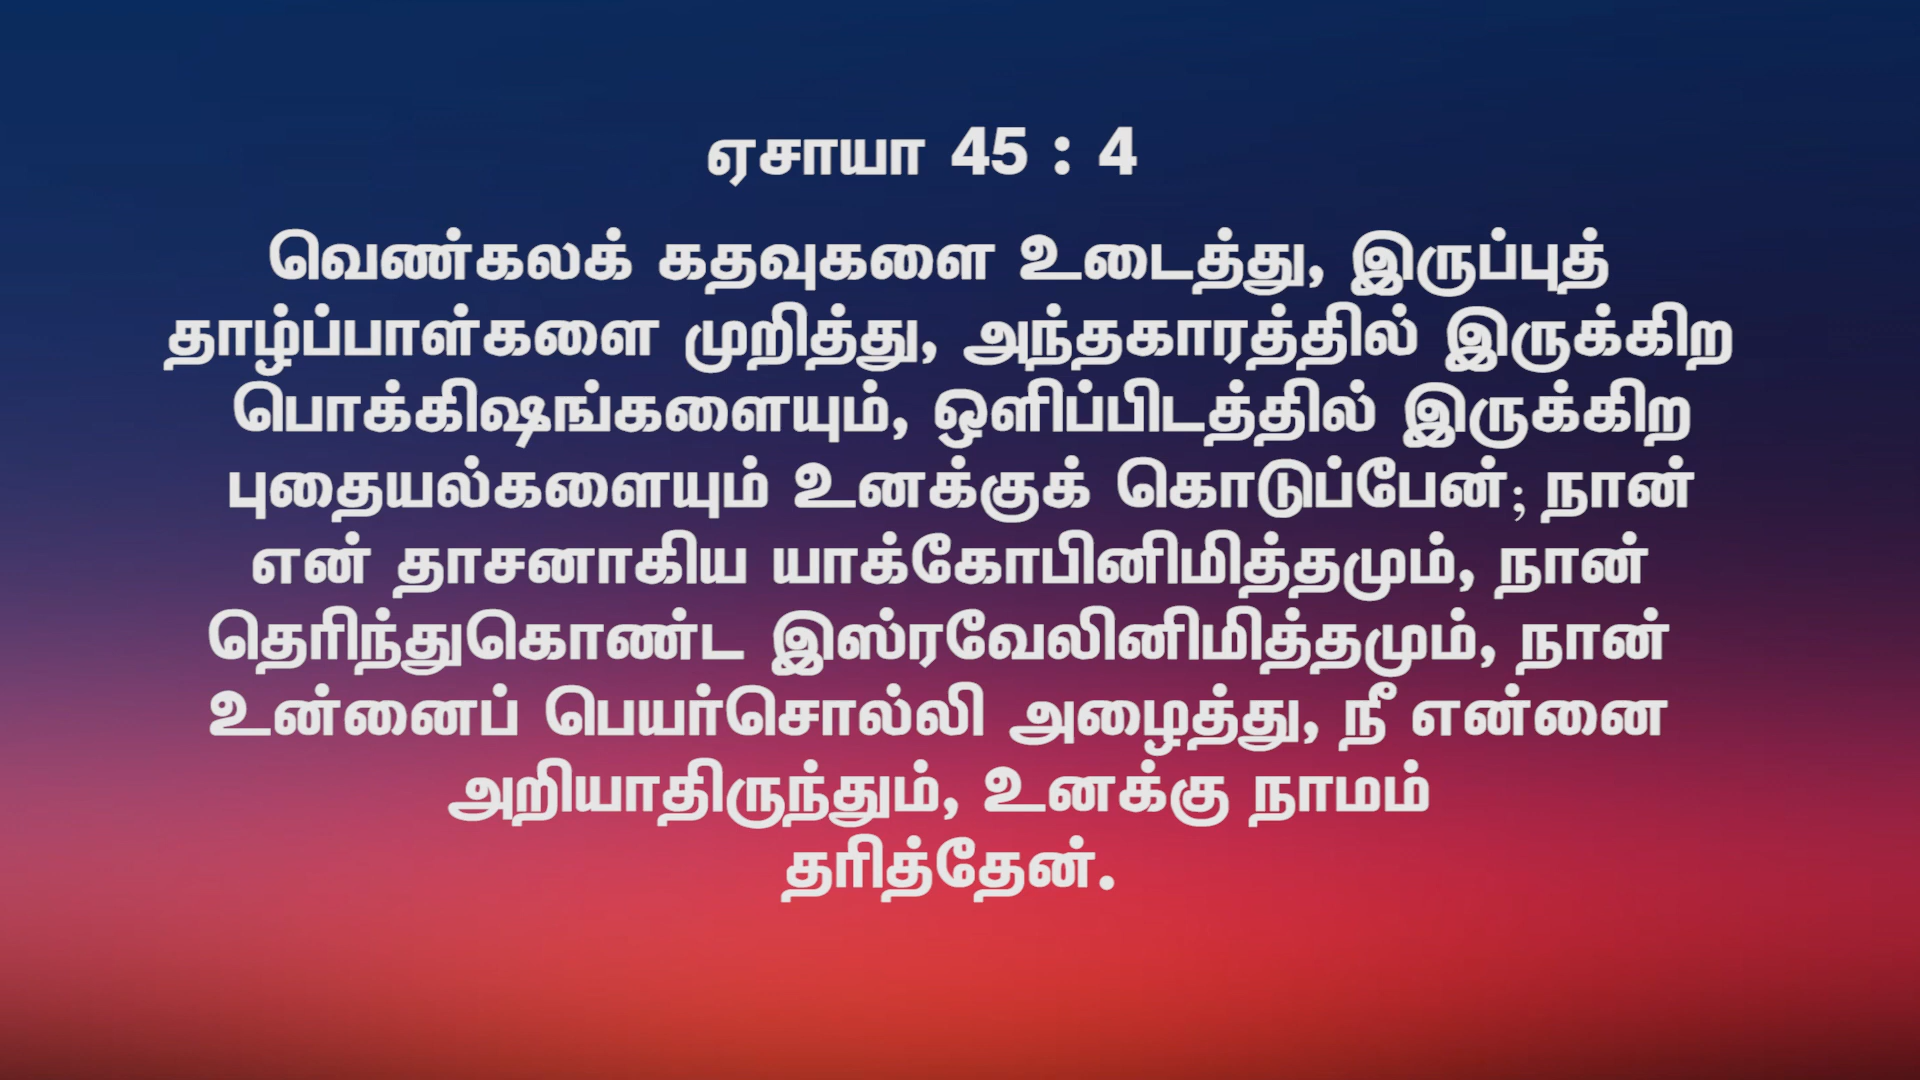 ஏசாயா 45 : 4
வெண்கலக் கதவுகளை உடைத்து, இருப்புத்
தாழ்ப்பாள்களை முறித்து, அந்தகாரத்தில் இருக்கிற
பொக்கிஷங்களையும், ஒளிப்பிடத்தில் இருக்கிற
புதையல்களையும் உனக்குக் கொடுப்பேன்; நான்
என் தாசனாகிய யாக்கோபினிமித்தமும், நான்
தெரிந்துகொண்ட இஸ்ரவேலினிமித்தமும், நான்
உன்னைப் பெயர்சொல்லி அழைத்து, நீ என்னை
அறியாதிருந்தும், உனக்கு நாமம்
தரித்தேன்.